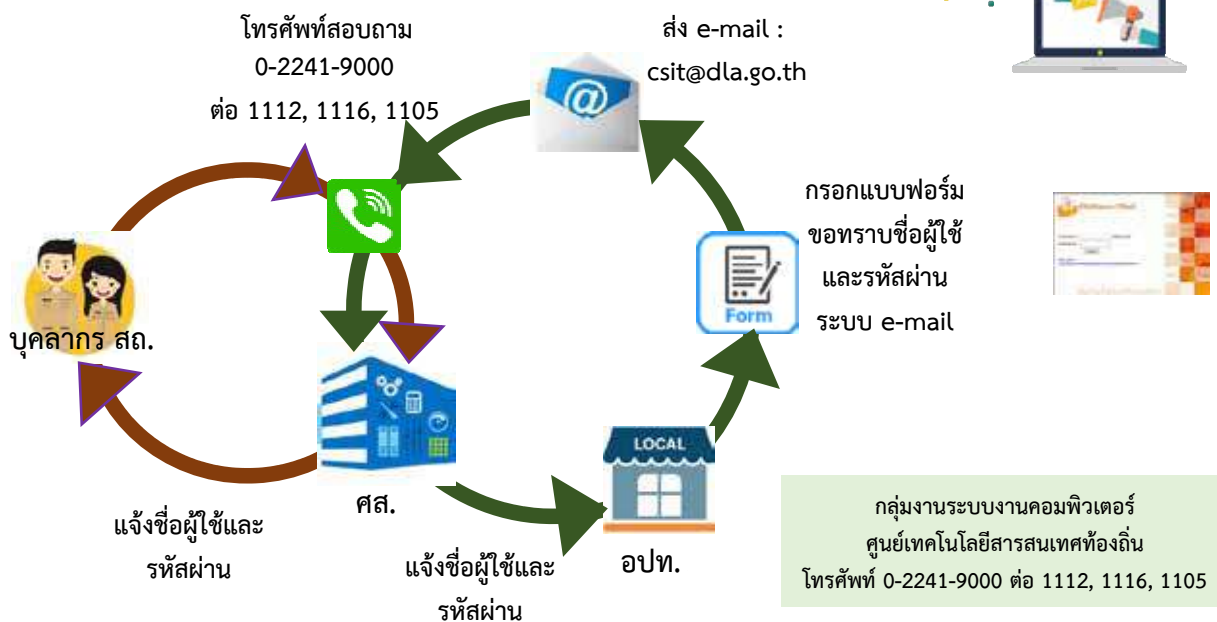 โทรศัพท์สอบถาม
0-2241-9000
ต่อ 1112, 1116, 1105
ส่ง e-mail :
csit@dla.go.th
กรอกแบบฟอร์ม
ขอทราบชื่อผู้ใช้
และรหัสผ่าน
ระบบ e-mail
Form
บุคลากร สถ.
LOCAL
ศส.
อปท.
แจ้งชื่อผู้ใช้และ
รหัสผ่าน
แจ้งชื่อผู้ใช้และ
รหัสผ่าน
กลุ่มงานระบบงานคอมพิวเตอร์
ศูนย์เทคโนโลยีสารสนเทศท้องถิ่น
โทรศัพท์ 0-2241-9000 ต่อ 1112, 1116, 1105